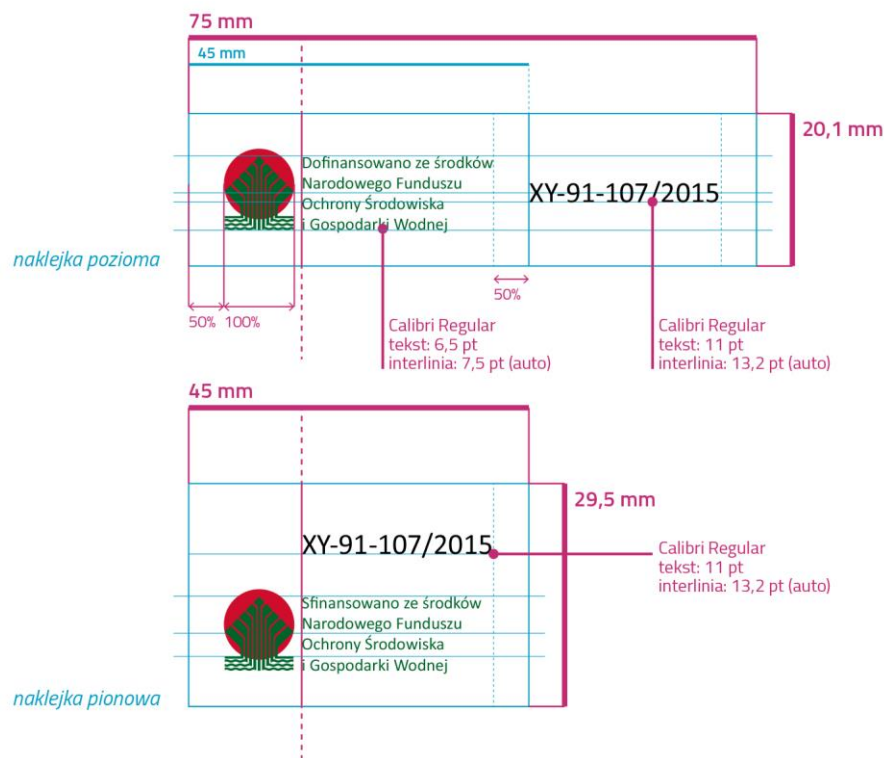 75 mm
45 mm
20,1 mm
Dofinansowano ze środków
Narodowego Funduszu
Ochrony Środowiska
i Gospodarki Wodnej
XY-91-107/2015
naklejka pozioma
50% 100%
50%
Calibri Regular
tekst: 6,5 pt
interlinia: 7,5 pt (auto)
Calibri Regular
tekst: 11 pt
interlinia: 13,2 pt (auto)
45 mm
29,5 mm
XY-91-107/2015
Calibri Regular
tekst: 11 pt
interlinia: 13,2 pt (auto)
Sfinansowano ze środków
Narodowego Funduszu
Ochrony Środowiska
i Gospodarki Wodnej
naklejka pionowa